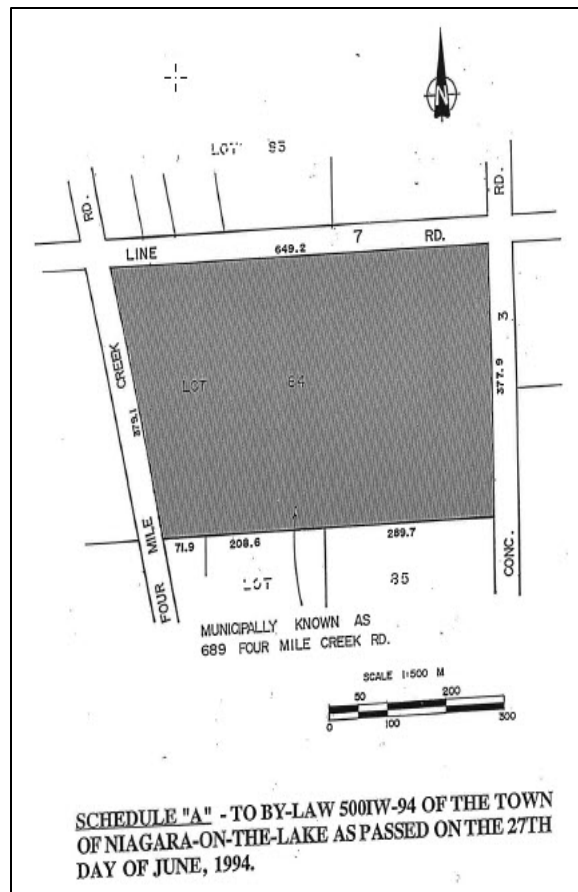 N
LOT 93
RD.
RD.
LINE 7 RD.
649.2
CREEK
379.1
LOT 84
3
377.9
MILE
FOUR
71.9 208.6 289.7
LOT 85
CONC.
MUNICIPALLY KNOWN AS
689 FOUR MILE CREEK RD.
SCALE 1:500 M
50 200
0 100 300
SCHEDULE "A" - TO BY-LAW 500IW-94 OF THE TOWN
OF NIAGARA-ON-THE-LAKE AS PASSED ON THE 27TH
DAY OF JUNE, 1994.